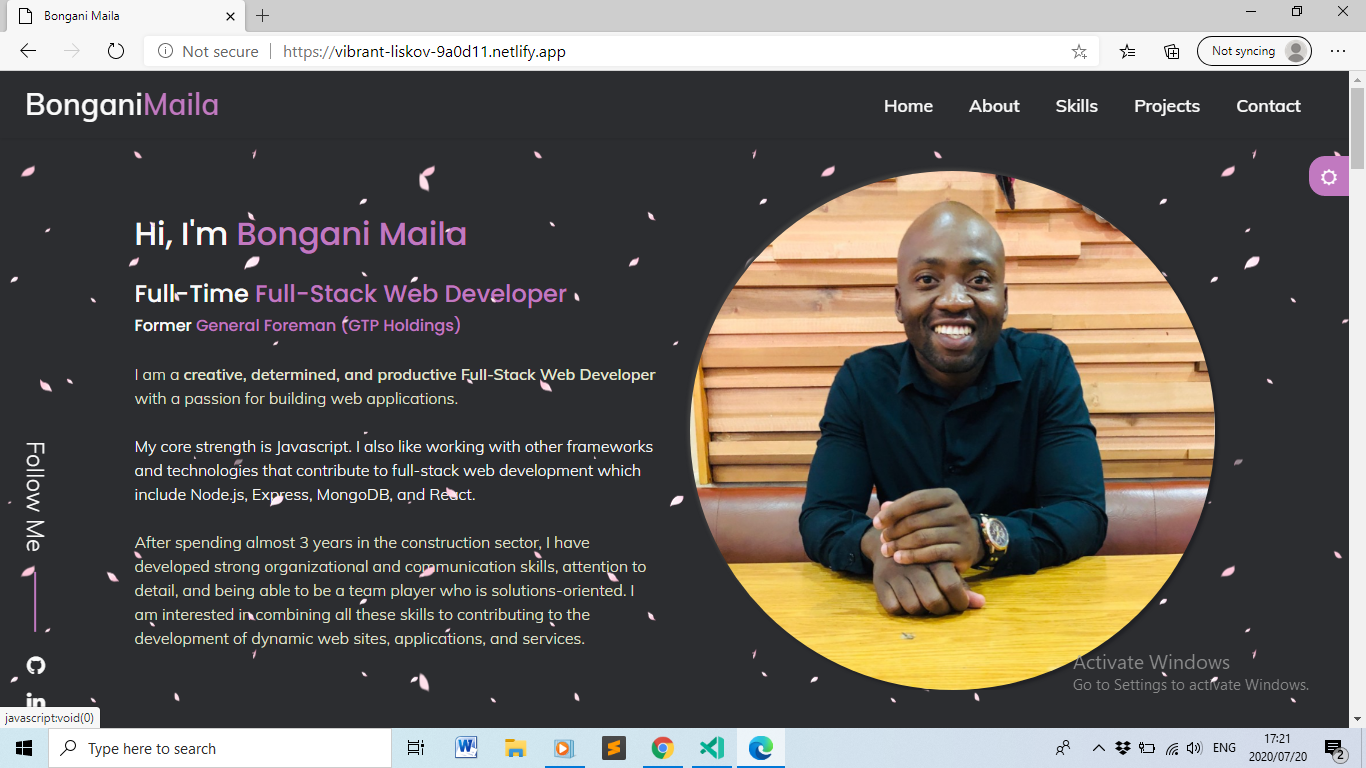 Bongani Maila
Not secure
https://vibrant-liskov-9a0d11.netlify.app
Not syncing
BonganiMaila
Home
About
Skills
Projects
Contact
Hi, I'm Bongani Maila
Full-Time Full-Stack Web Developer
Former General Foreman (GTP Holdings)
I am a creative, determined, and productive Full-Stack Web Developer
with a passion for building web applications.
My core strength is Javascript. I also like working with other frameworks
and technologies that contribute to full-stack web development which
include Node.js, Express, MongoDB, and React.
After spending almost 3 years in the construction sector, I have
developed strong organizational and communication skills, attention to
detail, and being able to be a team player who is solutions-oriented. I
am interested in combining all these skills to contributing to the
development of dynamic web sites, applications, and services.
Follow Me
Activate Windows
Go to Settings to activate Windows.
javascript:void(0)
Type here to search
ENG
17:21
2020/07/20
2